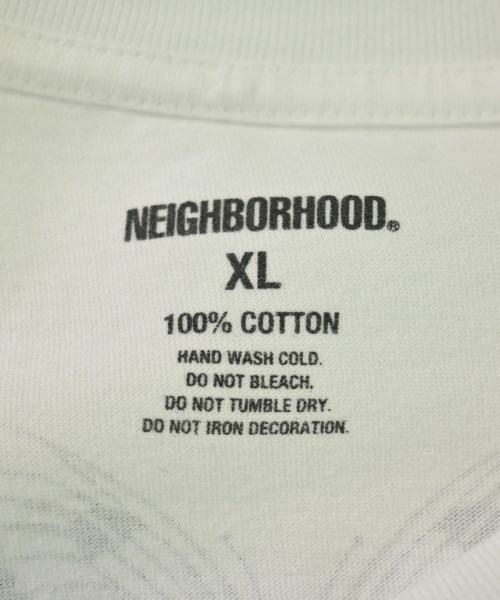 NEIGHBORHOOD®
XL
100% COTTON
HAND WASH COLD.
DO NOT BLEACH.
DO NOT TUMBLE DRY.
DO NOT IRON DECORATION.